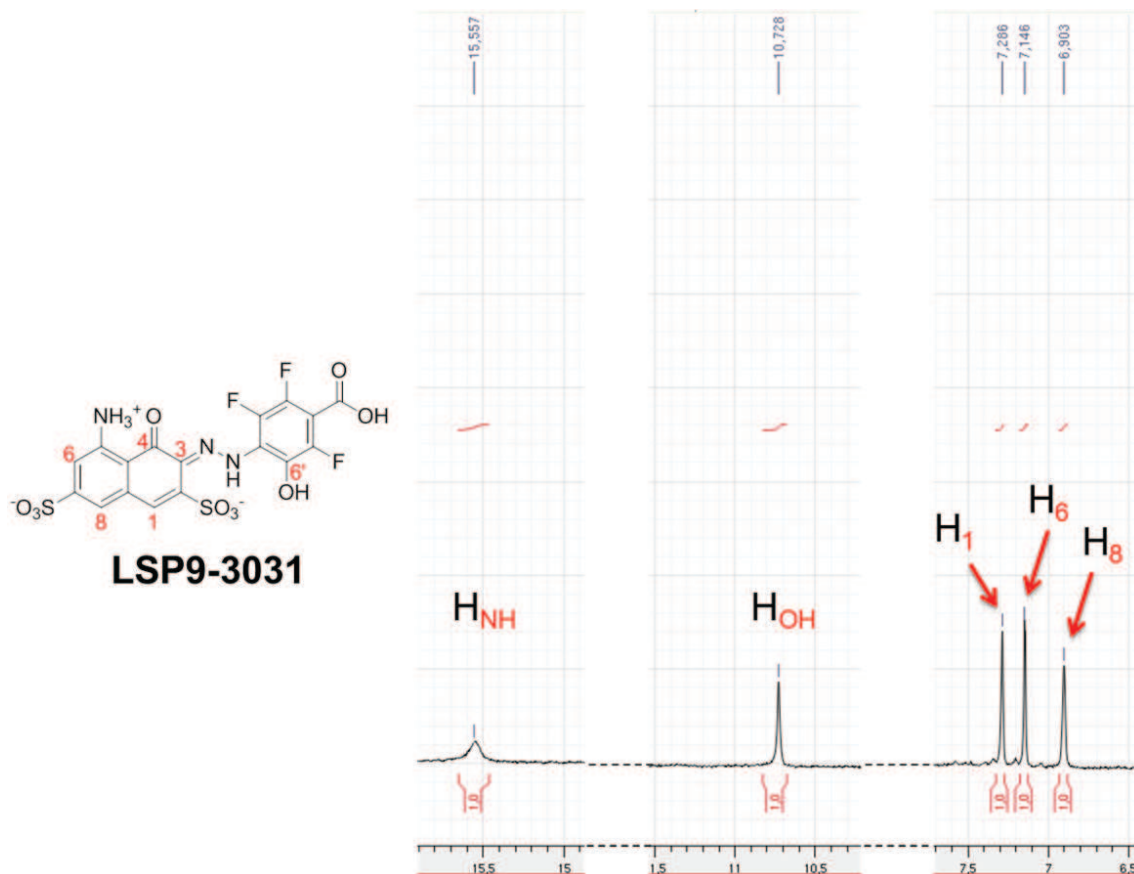 15,557
10,728
7,286
7,146
6,903
F
O
F
OH
NH3+
O
4
3
N
N
H
F
6
6'
OH
-O3S
8
1
SO3-
LSP9-3031
HNH
HOH
H1
H6
H8
1,0
1,0
1,0
1,0
1,0
15,5
15
1,5
11
10,5
7,5
7
6,5